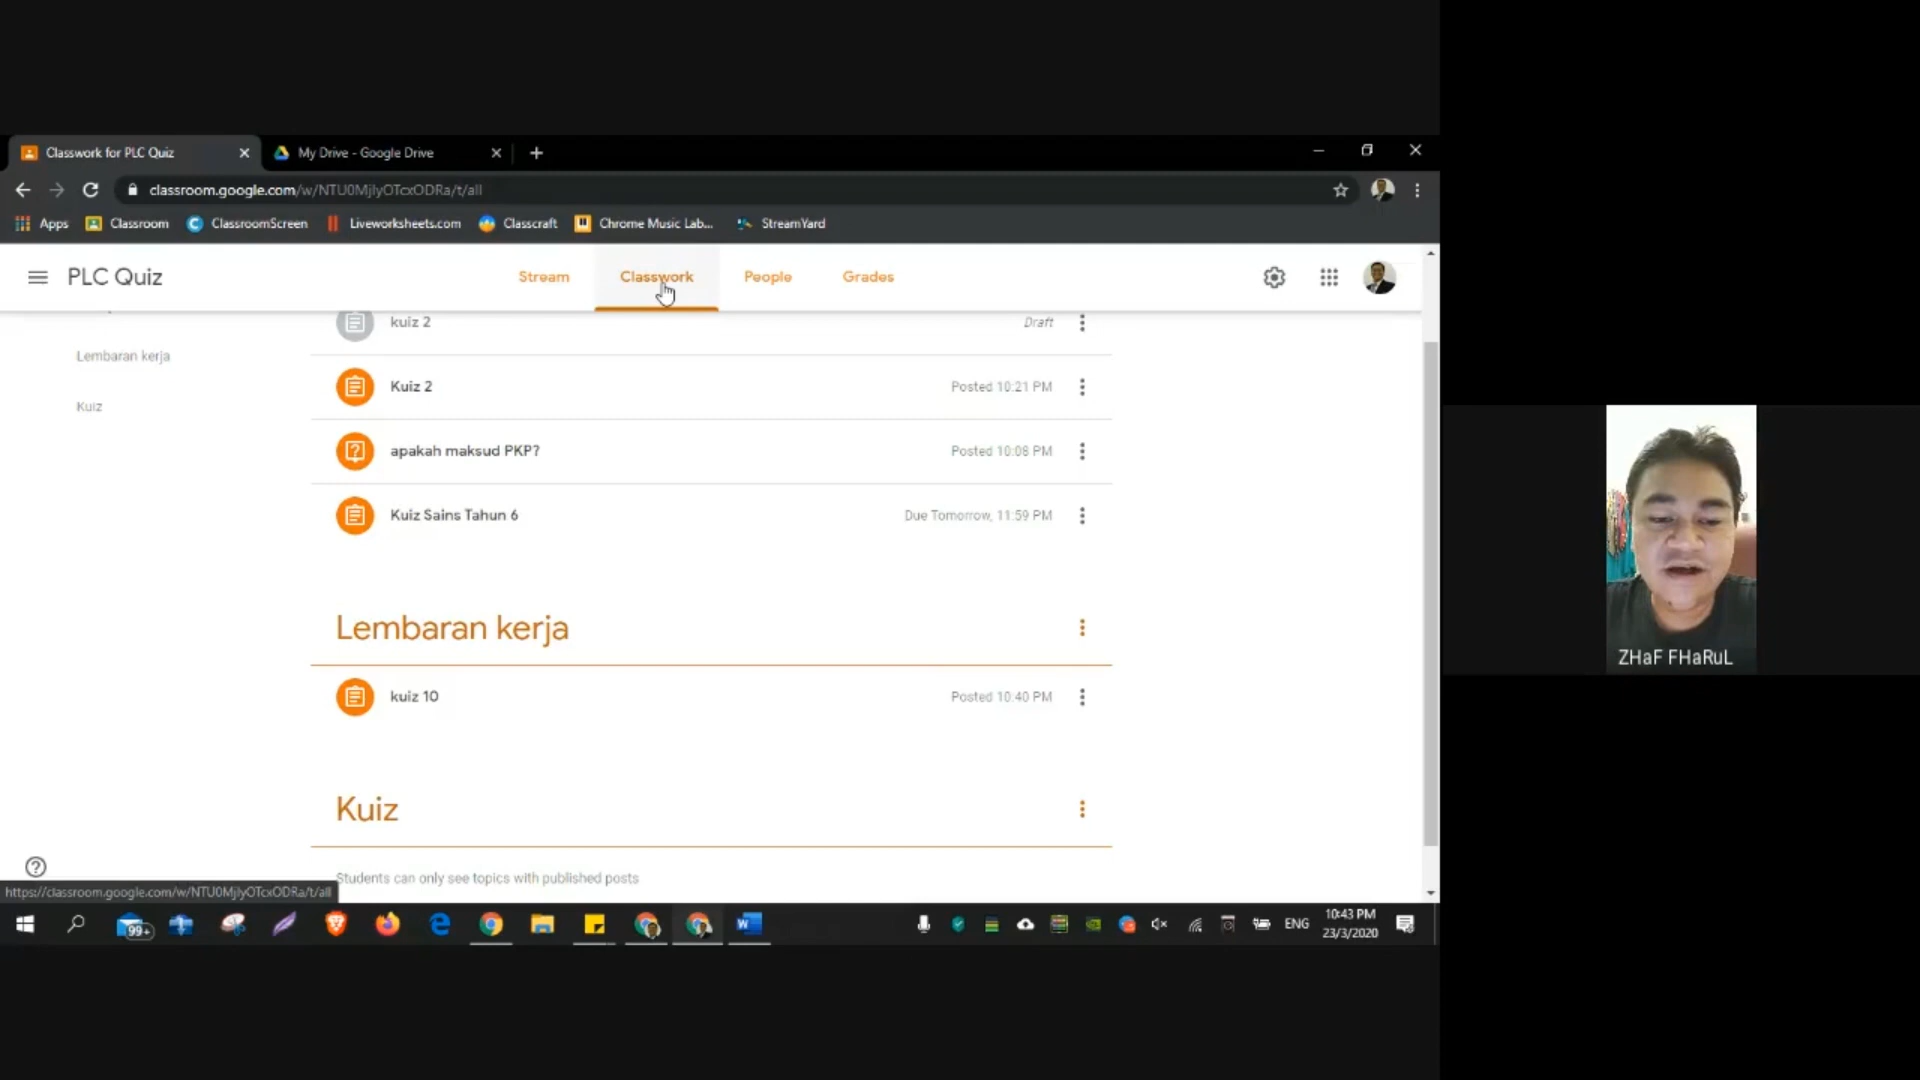 Classwork for PLC Quiz
My Drive - Google Drive
classroom.google.com/w/NTU0MjIyOTcxODRa/t/all
Apps Classroom ClassroomScreen Liveworksheets.com Classcraft Chrome Music Lab... StreamYard
PLC Quiz
Stream Classwork People Grades
kuiz 2 Draft
Lembaran kerja
Kuiz 2 Posted 10:21 PM
Kuiz
apakah maksud PKP? Posted 10:08 PM
Kuiz Sains Tahun 6 Due Tomorrow, 11:59 PM
Lembaran kerja
ZHaF FHaRuL
kuiz 10 Posted 10:40 PM
Kuiz
Students can only see topics with published posts
https://classroom.google.com/w/NTU0MjIyOTcxODRa/t/all
99+
ENG
10:43 PM
23/3/2020